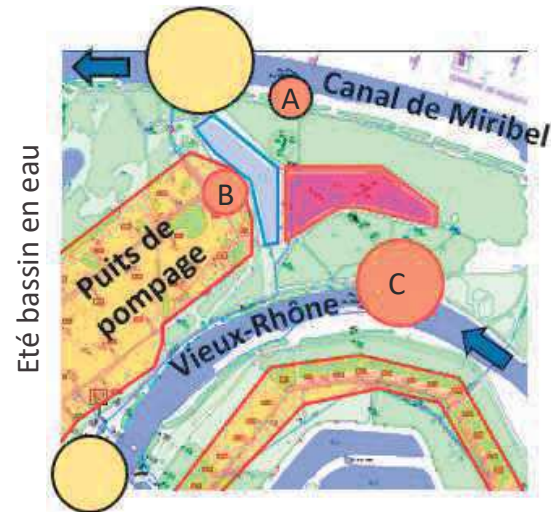 A
Canal de Miribel
B
Puits de
pompage
C
Vieux-Rhône
Eté bassin en eau